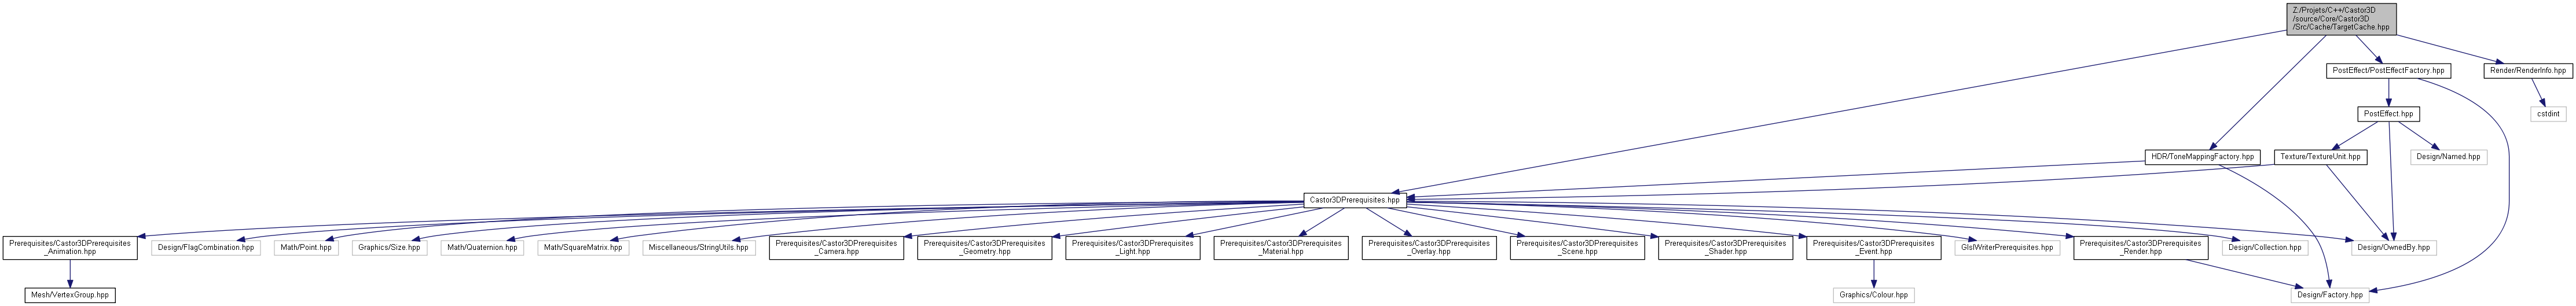 Z:/Projets/C++/Castor3D
/source/Core/Castor3D
/Src/Cache/TargetCache.hpp
PostEffect/PostEffectFactory.hpp
Render/RenderInfo.hpp
PostEffect.hpp
cstdint
HDR/ToneMappingFactory.hpp
Texture/TextureUnit.hpp
Design/Named.hpp
Castor3DPrerequisites.hpp
Prerequisites/Castor3DPrerequisites
_Animation.hpp
Design/FlagCombination.hpp
Math/Point.hpp
Graphics/Size.hpp
Math/Quaternion.hpp
Math/SquareMatrix.hpp
Miscellaneous/StringUtils.hpp
Prerequisites/Castor3DPrerequisites
_Camera.hpp
Prerequisites/Castor3DPrerequisites
_Geometry.hpp
Prerequisites/Castor3DPrerequisites
_Light.hpp
Prerequisites/Castor3DPrerequisites
_Material.hpp
Prerequisites/Castor3DPrerequisites
_Overlay.hpp
Prerequisites/Castor3DPrerequisites
_Scene.hpp
Prerequisites/Castor3DPrerequisites
_Shader.hpp
Prerequisites/Castor3DPrerequisites
_Event.hpp
GlslWriterPrerequisites.hpp
Prerequisites/Castor3DPrerequisites
_Render.hpp
Design/Collection.hpp
Design/OwnedBy.hpp
Mesh/VertexGroup.hpp
Graphics/Colour.hpp
Design/Factory.hpp